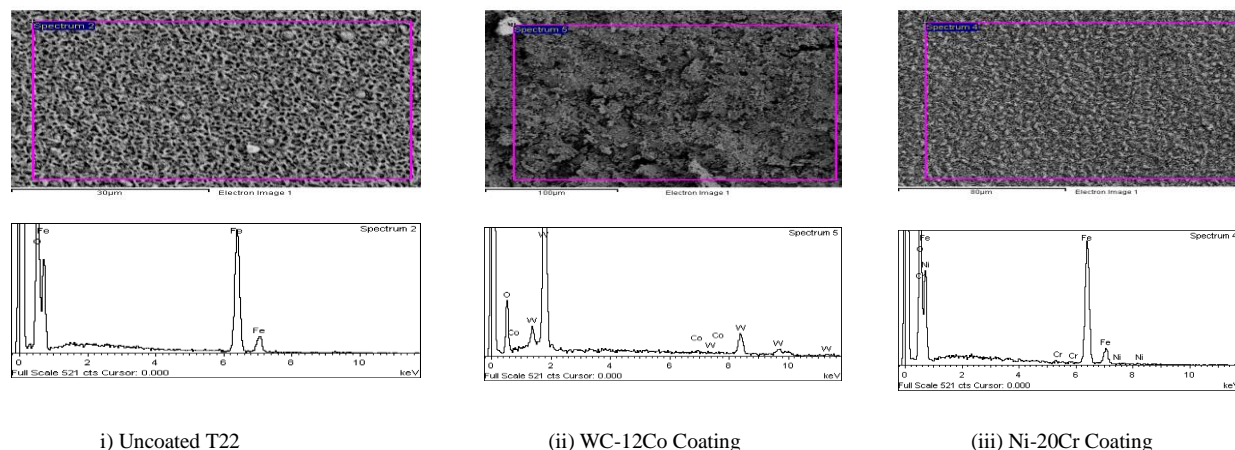 Spectrum 2
30μm Electron Image 1
Spectrum 5
100μm Electron Image 1
Spectrum 4
80μm Electron Image 1
Spectrum 2
Fe Fe
O
Fe
0 2 4 6 8 10
Full Scale 521 cts Cursor: 0.000 keV
Spectrum 5
W
O
Co W Co W
Co W W W
0 2 4 6 8 10
Full Scale 521 cts Cursor: 0.000 keV
Spectrum 4
Fe Fe
O
Ni
Cr
Fe
Cr Cr Ni Ni
0 2 4 6 8 10
Full Scale 521 cts Cursor: 0.000 keV
i) Uncoated T22
(ii) WC-12Co Coating
(iii) Ni-20Cr Coating